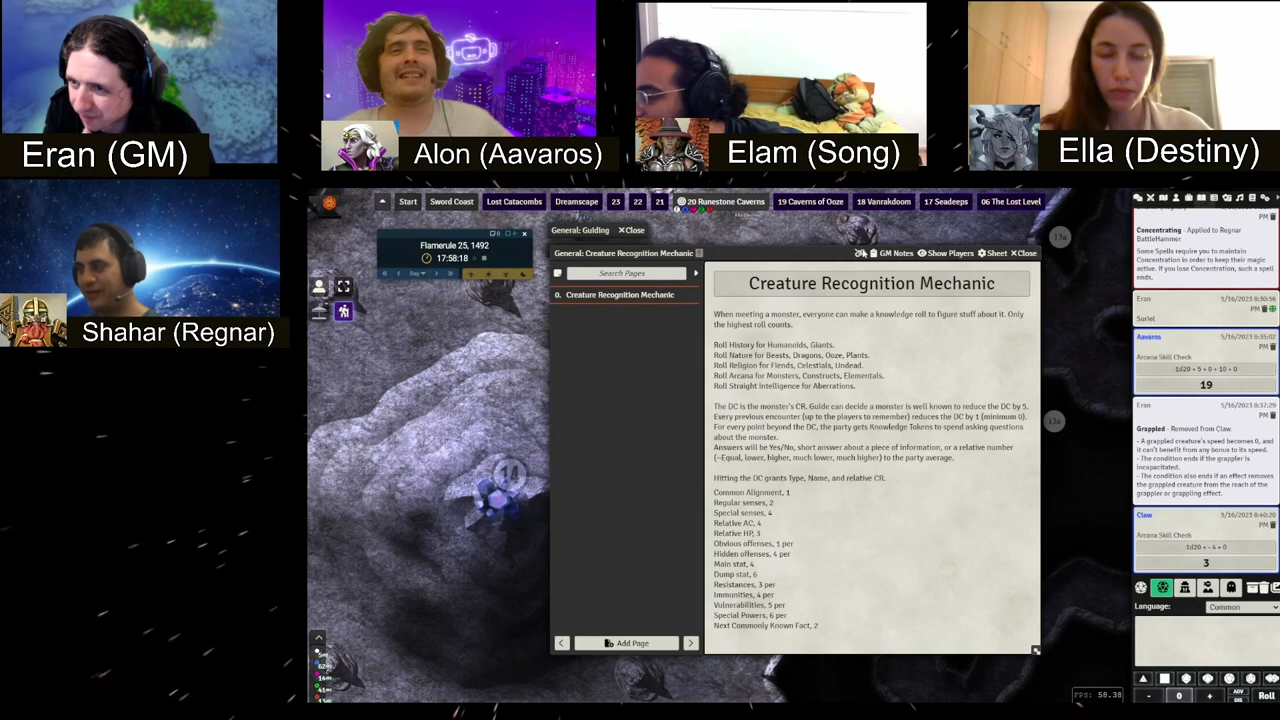 Eran (GM)
Alon (Aavaros)
Elam (Song)
Ella (Destiny)
Shahar (Regnar)
Start
Sword Coast
Lost Catacombs
Dreamscape
23
22
21
20 Runestone Caverns
19 Caverns of Ooze
18 Vanrakdoom
17 Seadeeps
06 The Lost Level
Flamerule 25, 1492
17:58:18
Day
General: Guiding
Close
General: Creature Recognition Mechanic
GM Notes
Show Players
Sheet
Close
Search Pages
0. Creature Recognition Mechanic
Add Page
Creature Recognition Mechanic
When meeting a monster, everyone can make a knowledge roll to figure stuff about it. Only
the highest roll counts.
Roll History for Humanoids, Giants.
Roll Nature for Beasts, Dragons, Ooze, Plants.
Roll Religion for Fiends, Celestials, Undead.
Roll Arcana for Monsters, Constructs, Elementals.
Roll Straight Intelligence for Aberrations.
The DC is the monster's CR. Guide can decide a monster is well known to reduce the DC by 5.
Every previous encounter (up to the players to remember) reduces the DC by 1 (minimum 0).
For every point beyond the DC, the party gets Knowledge Tokens to spend asking questions
about the monster.
Answers will be Yes/No, short answer about a piece of information, or a relative number
(~Equal, lower, higher, much lower, much higher) to the party average.
Hitting the DC grants Type, Name, and relative CR.
Common Alignment, 1
Regular senses, 2
Special senses, 4
Relative AC, 4
Relative HP, 3
Obvious offenses, 1 per
Hidden offenses, 4 per
Main stat, 4
Dump stat, 6
Resistances, 3 per
Immunities, 4 per
Vulnerabilities, 5 per
Special Powers, 6 per
Next Commonly Known Fact, 2
13a
13e
FPS: 58.38
PM
Concentrating - Applied to Regnar
BattleHammer
Some Spells require you to maintain
Concentration in order to keep their magic
active. If you lose Concentration, such a spell
ends.
Eran
5/16/2023 8:30:56
PM
Suriel
Aavaros
5/16/2023 8:35:02
PM
Arcana Skill Check
1d20 + 5 + 0 + 10 + 0
19
Eran
5/16/2023 8:37:29
PM
Grappled - Removed from Claw
- A grappled creature's speed becomes 0, and
it can't benefit from any bonus to its speed.
- The condition ends if the grappler is
incapacitated.
- The condition also ends if an effect removes
the grappled creature from the reach of the
grappler or grappling effect.
Claw
5/16/2023 8:40:20
PM
Arcana Skill Check
1d20 + - 4 + 0
3
Language:
Common
-
0
+
ADV
DIS
Roll